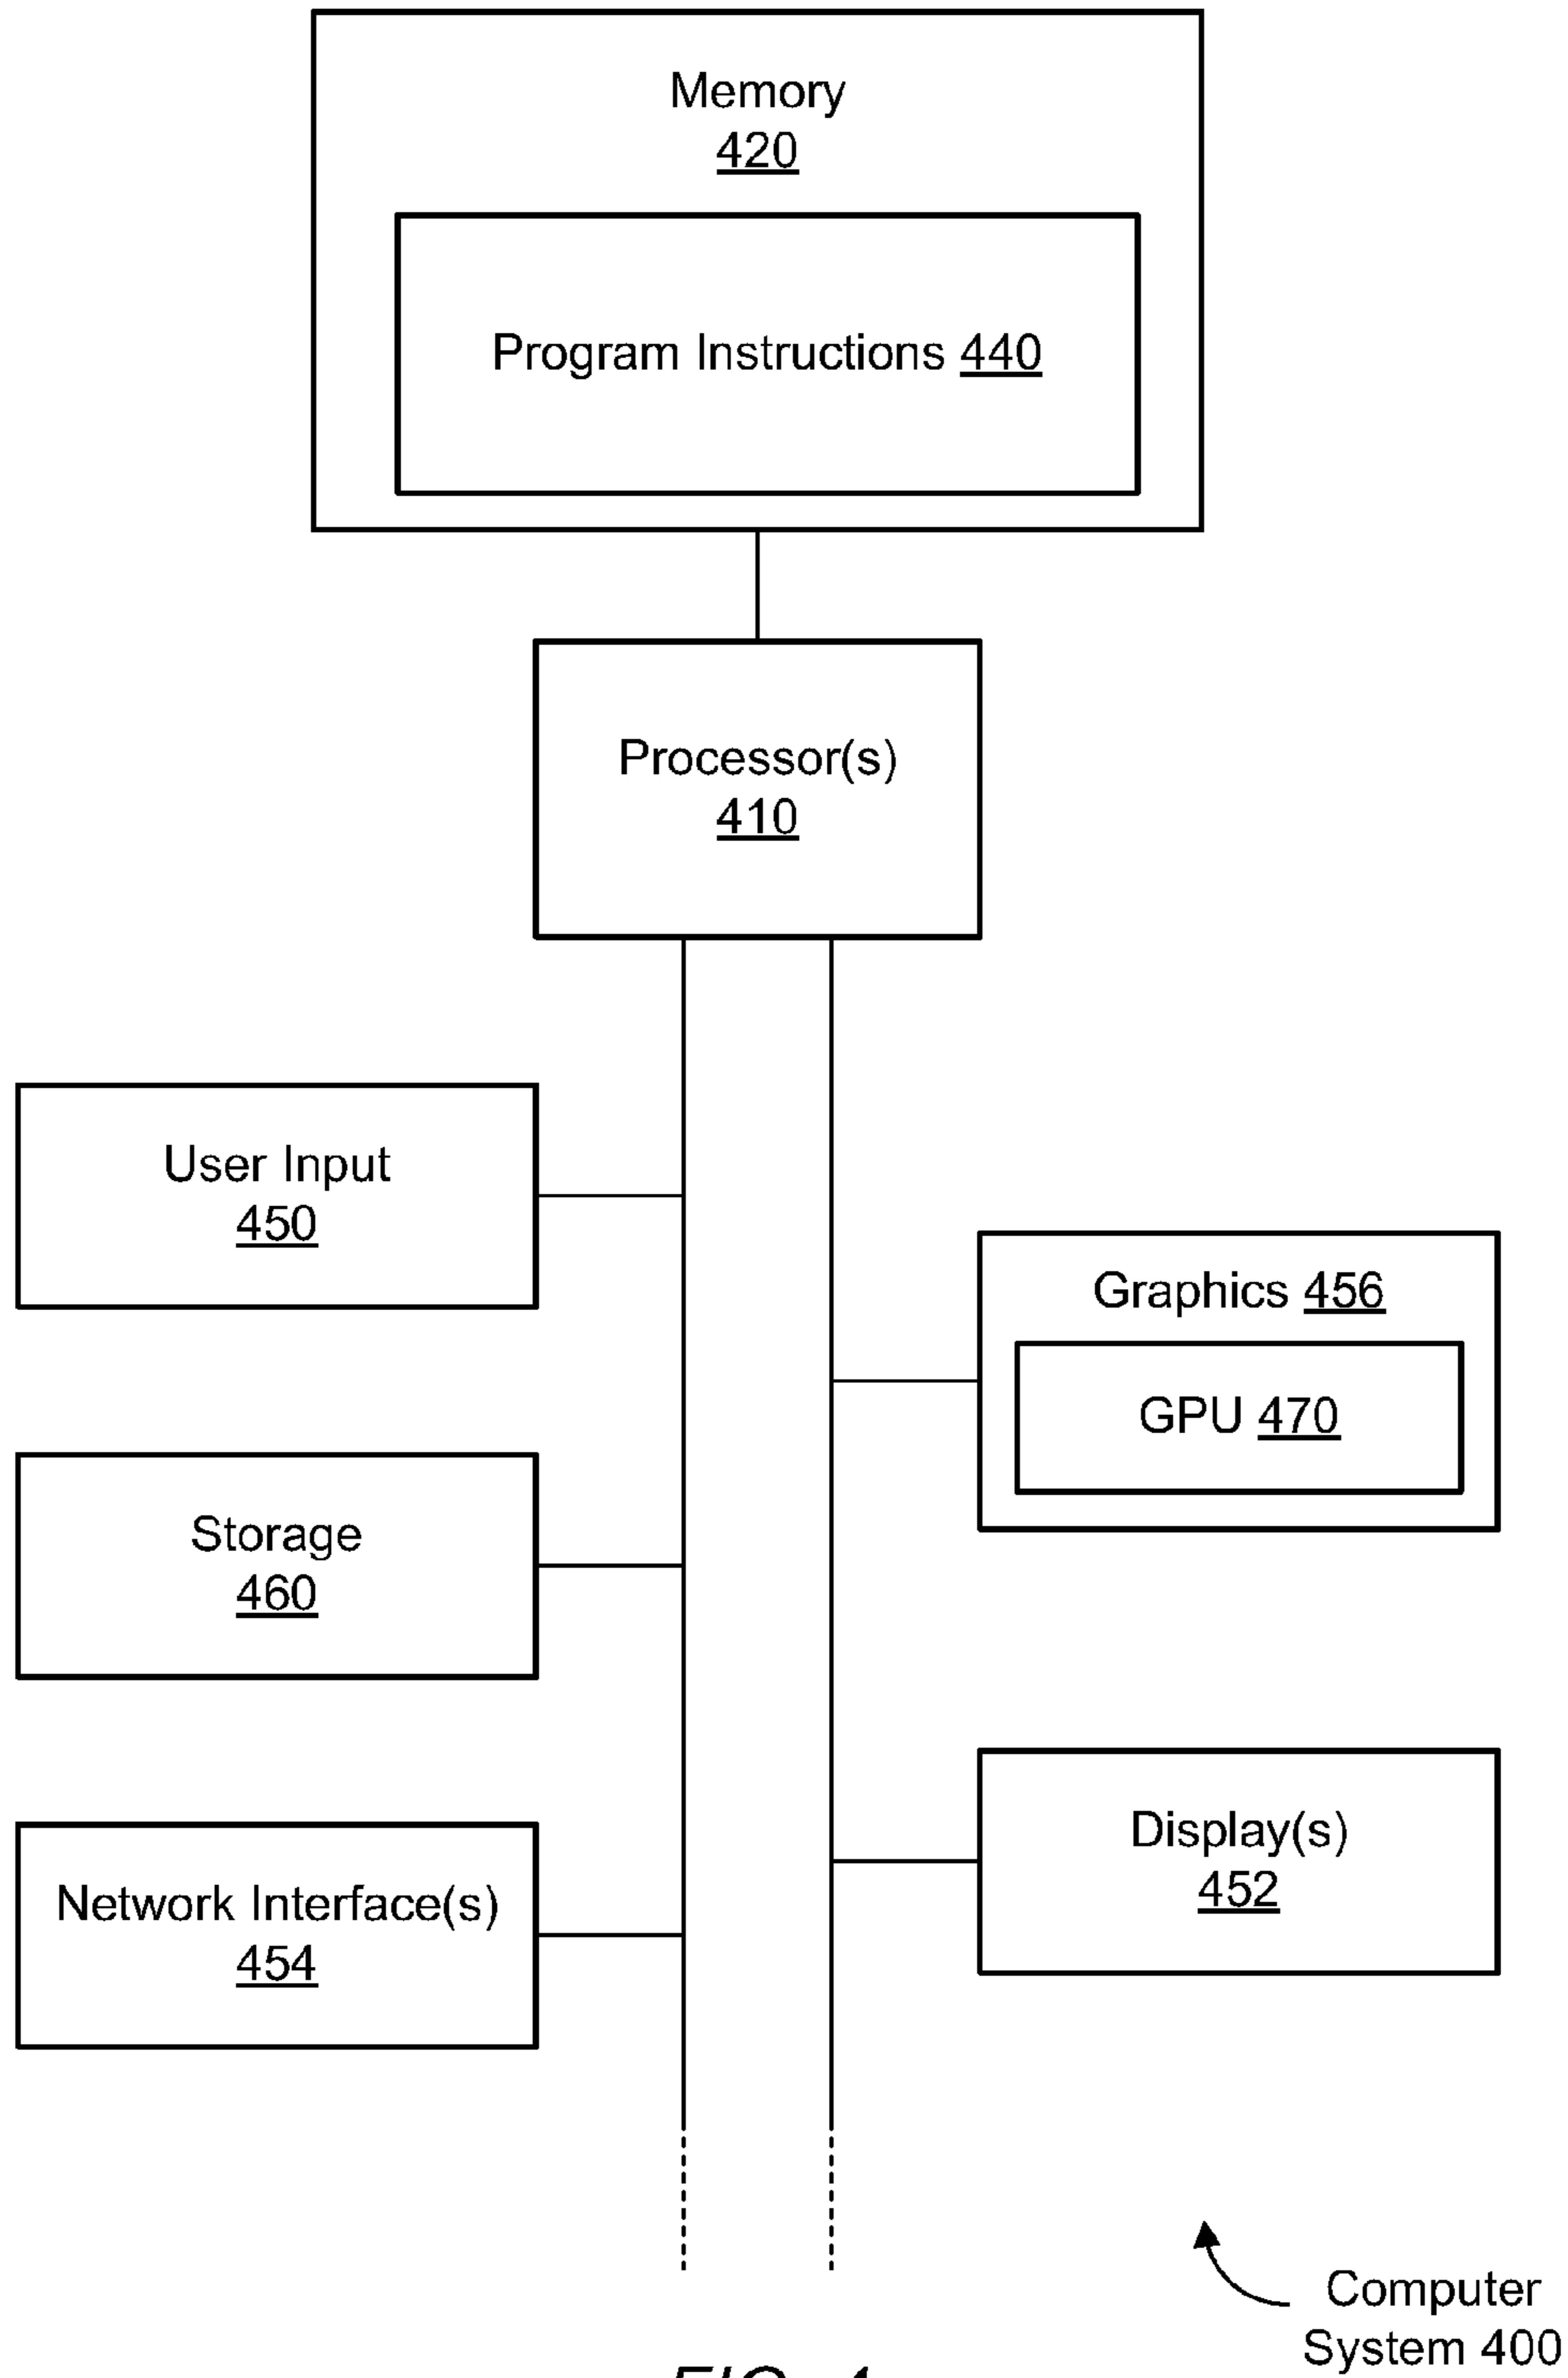 Memory
420
Program Instructions 440
Processor(s)
410
User Input
450
Graphics 456
GPU 470
Storage
460
Display(s)
452
Network Interface(s)
454
Computer
System 400